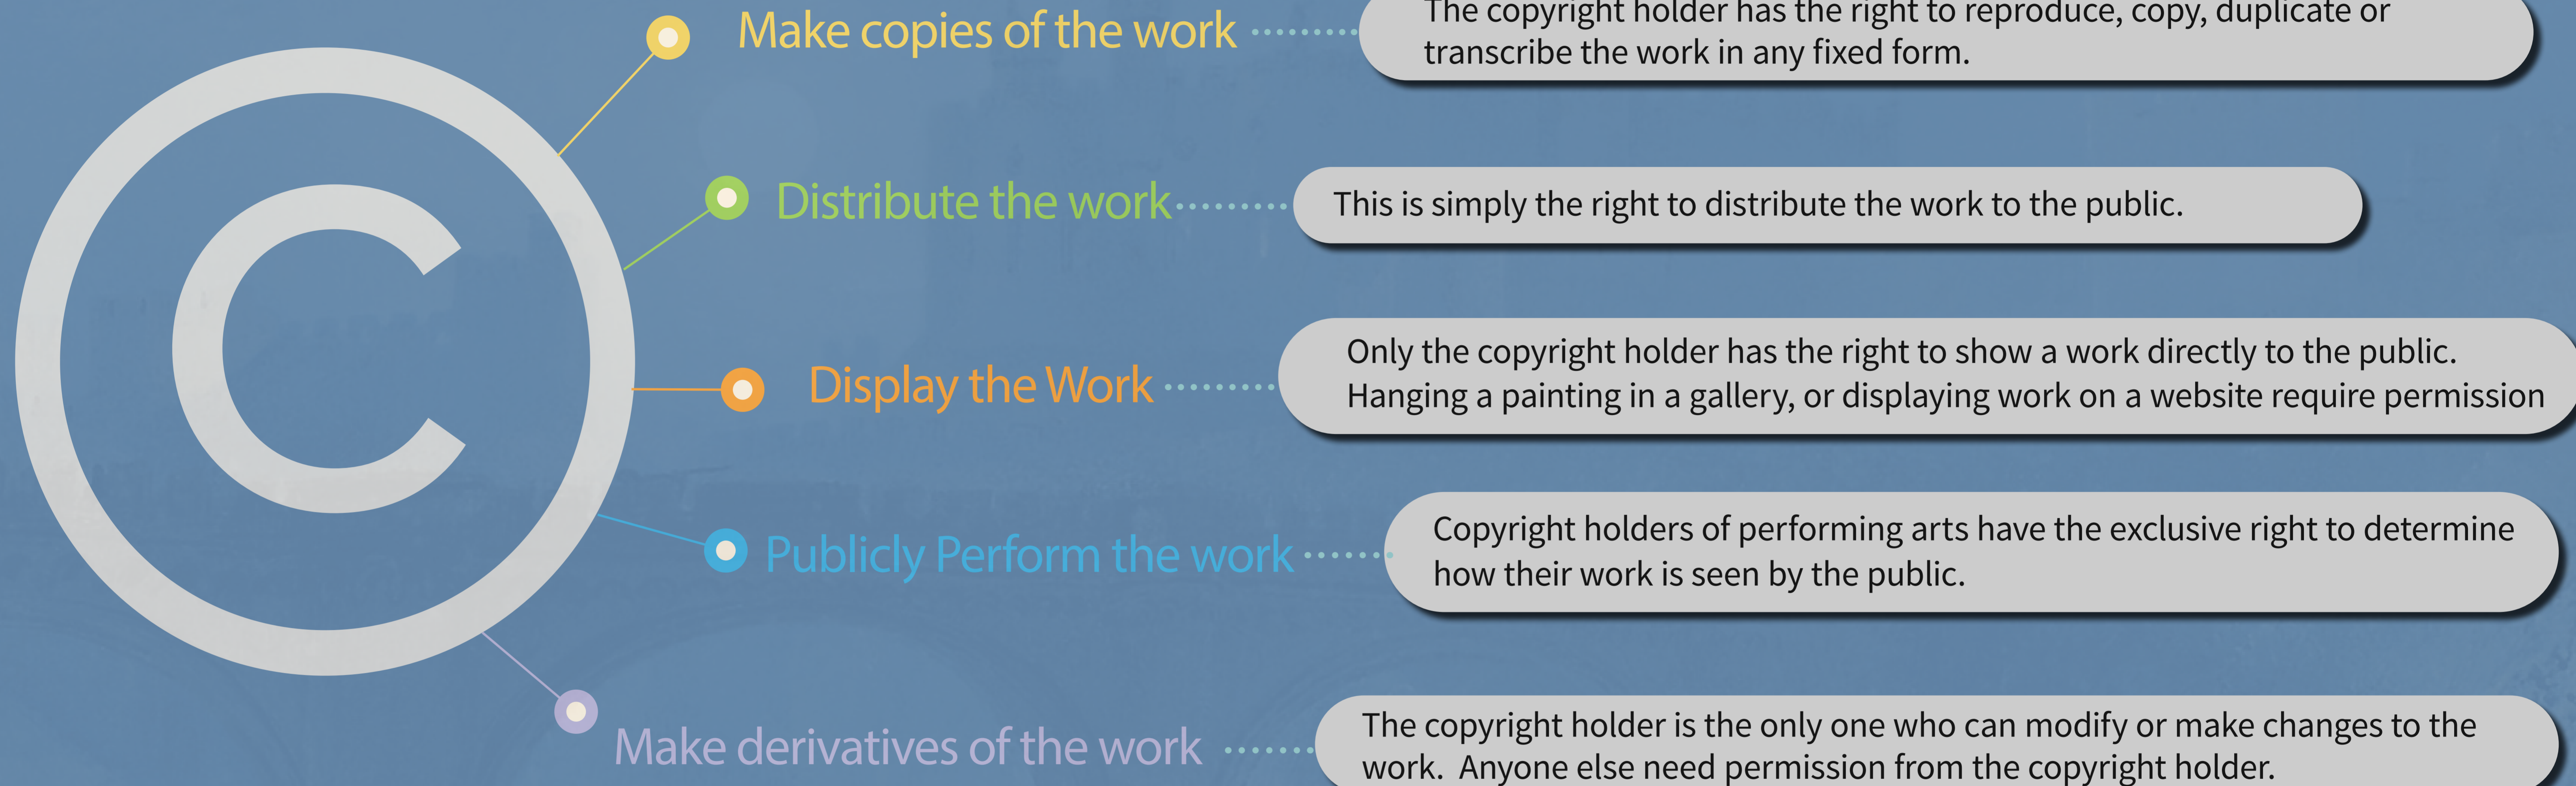 Make copies of the work
The copyright holder has the right to reproduce, copy, duplicate or
transcribe the work in any fixed form.
Distribute the work
This is simply the right to distribute the work to the public.
Display the Work
Only the copyright holder has the right to show a work directly to the public.
Hanging a painting in a gallery, or displaying work on a website require permission
Publicly Perform the work
Copyright holders of performing arts have the exclusive right to determine
how their work is seen by the public.
Make derivatives of the work
The copyright holder is the only one who can modify or make changes to the
work.  Anyone else need permission from the copyright holder.
©